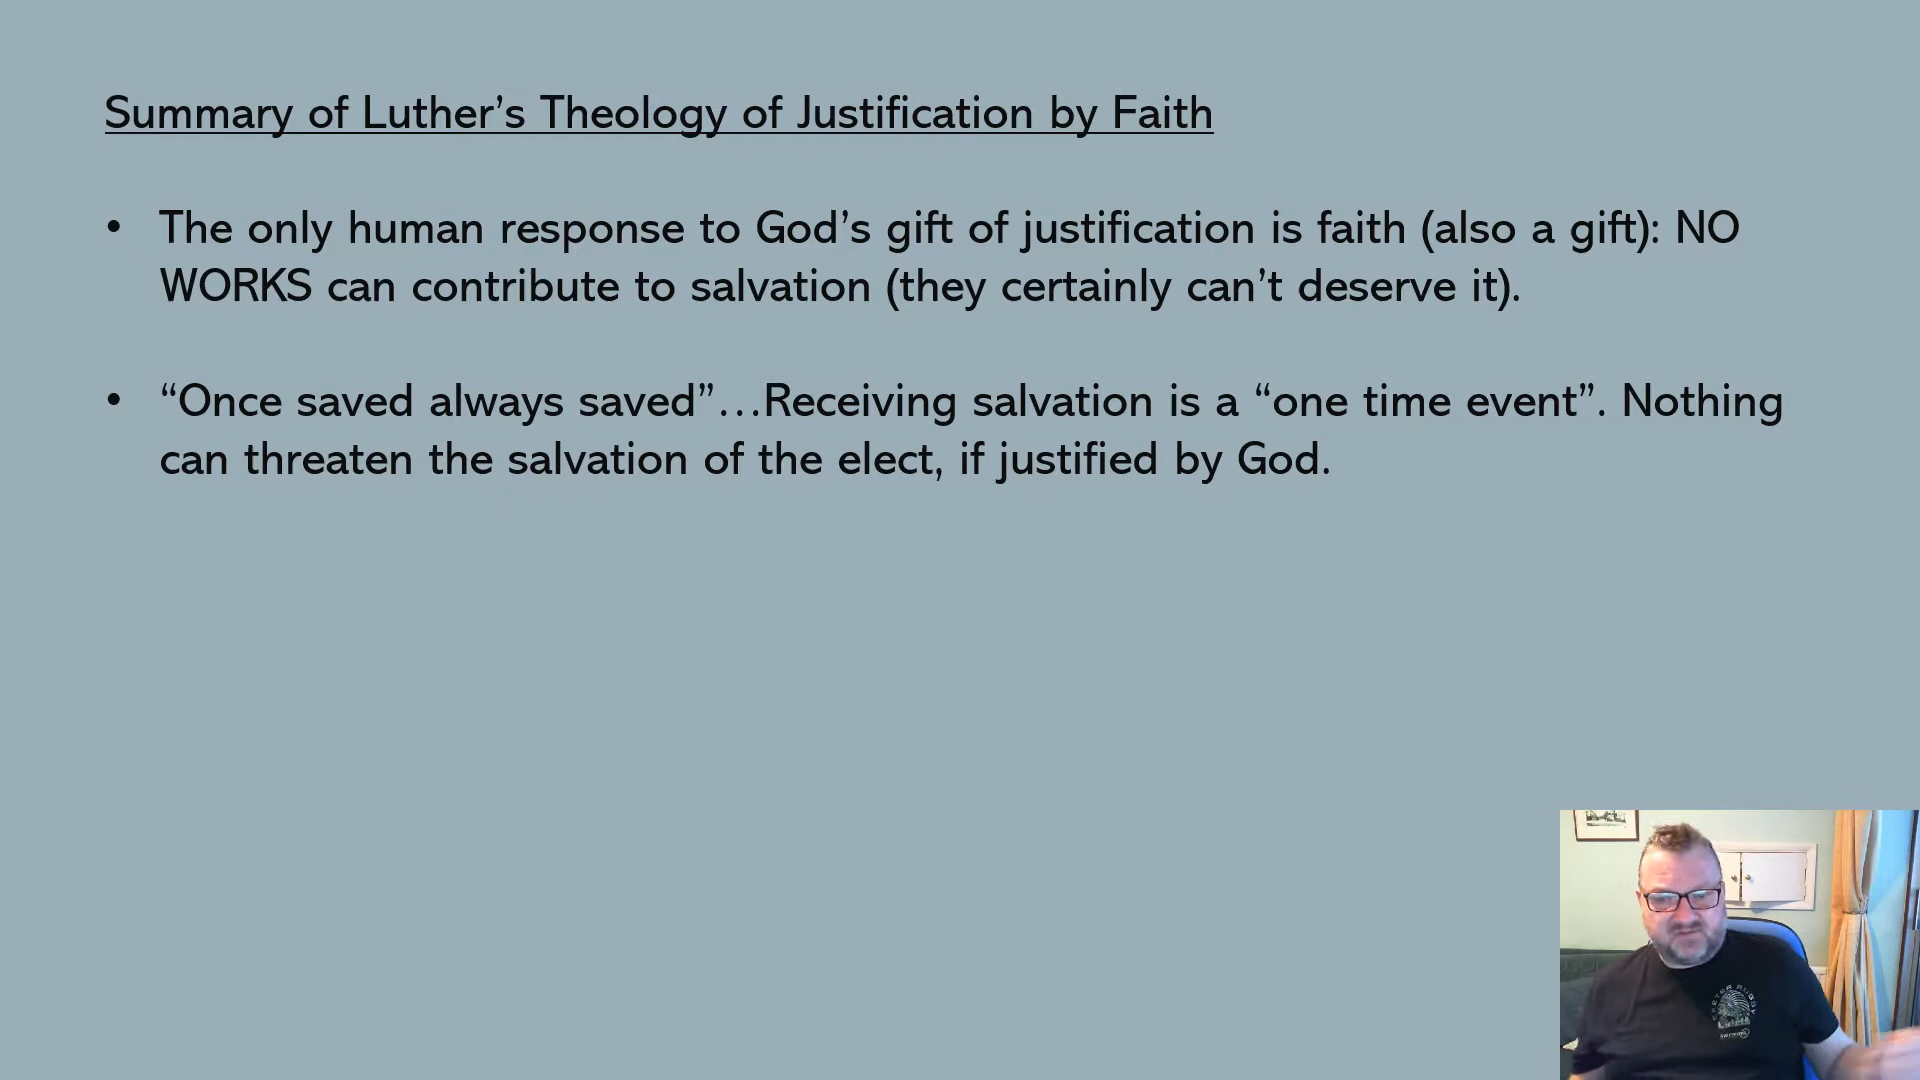 Summary of Luther’s Theology of Justification by Faith
• The only human response to God’s gift of justification is faith (also a gift): NO
WORKS can contribute to salvation (they certainly can’t deserve it).
• “Once saved always saved”…Receiving salvation is a “one time event”. Nothing
can threaten the salvation of the elect, if justified by God.
EXETER RUGBY